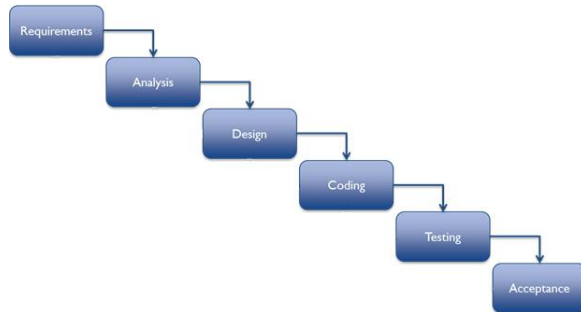 Requirements
Analysis
Design
Coding
Testing
Acceptance